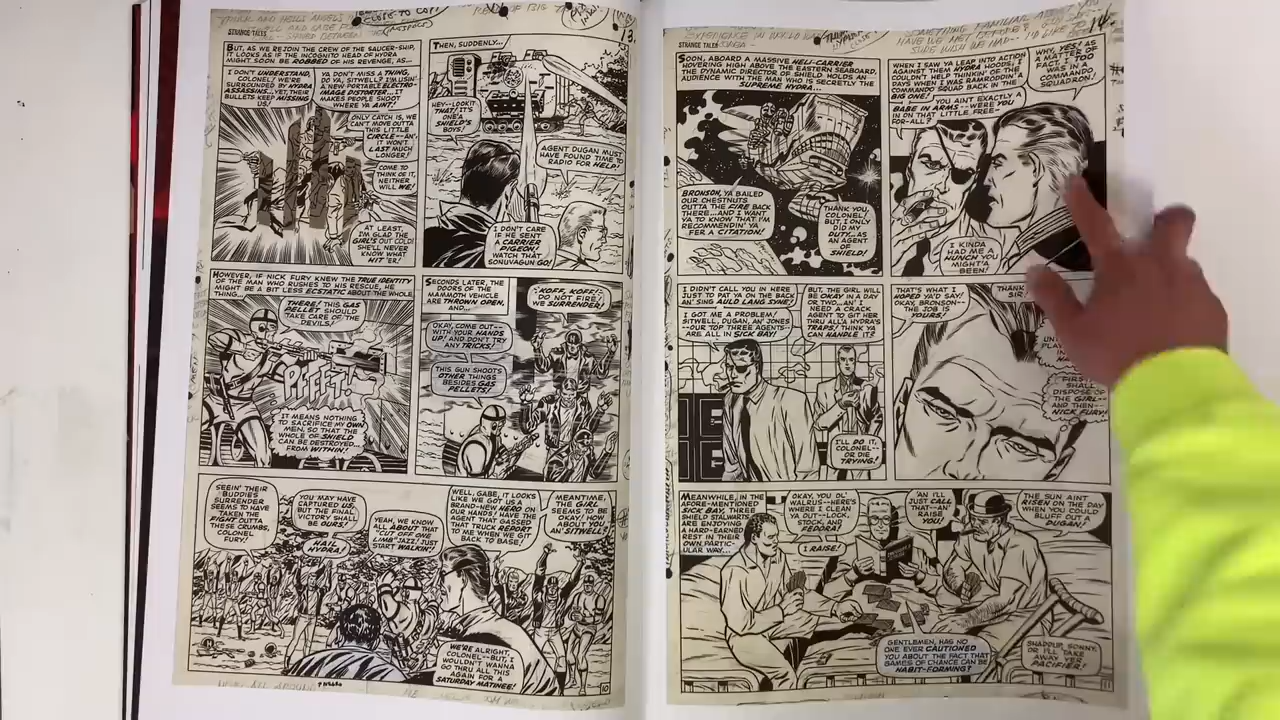 13.
STRANGE TALES
BUT, AS WE REJOIN THE CREW OF THE SAUCER-SHIP,
IT LOOKS AS IF THE INCOGNITO HEAD OF HYDRA
MIGHT SOON BE ROBBED OF HIS REVENGE, AS...
I DON'T UNDERSTAND,
COLONEL! WE'RE
SURROUNDED BY HYDRA
ASSASSINS...YET, THEIR
BULLETS KEEP MISSING
US!
YA DON'T MISS A THING,
DO YA, SITWELL? I'M USIN'
A NEW PORTABLE ELECTRO-
IMAGE DISTORTER...IT
MAKES PEOPLE SHOOT
WHERE YA AIN'T!
ONLY CATCH IS, WE
CAN'T MOVE OUTTA
THIS LITTLE
CIRCLE--AN'
IT WON'T
LAST MUCH
LONGER!
COME TO
THINK OF IT,
NEITHER
WILL WE!
AT LEAST,
I'M GLAD THE
GIRL'S OUT COLD!
SHE'LL NEVER
KNOW WHAT
HIT 'ER!
THEN, SUDDENLY...
HEY--LOOKIT
THAT! IT'S
ONE'A
SHIELD'S
BOYS!
AGENT DUGAN MUST
HAVE FOUND TIME TO
RADIO FOR HELP!
I DON'T CARE
IF HE SENT
A CARRIER
PIGEON!
WATCH THAT
SONUVAGUN GO!
HOWEVER, IF NICK FURY KNEW THE TRUE IDENTITY
OF THE MAN WHO RUSHES TO HIS RESCUE, HE
MIGHT BE A BIT LESS ECSTATIC ABOUT THE WHOLE
THING...
THERE! THIS GAS
PELLET SHOULD
TAKE CARE OF THE
DEVILS!
PFFFT!
IT MEANS NOTHING
TO SACRIFICE MY OWN
MEN, SO THAT THE
WHOLE OF SHIELD
CAN BE DESTROYED...
FROM WITHIN!
SECONDS LATER, THE
DOORS OF THE
MAMMOTH VEHICLE
ARE THROWN OPEN,
AND...
*KOFF, KOFF*
DO NOT FIRE!
WE SURRENDER!
OKAY, COME OUT--
WITH YOUR HANDS
UP! AND DON'T TRY
ANY TRICKS!
THIS GUN SHOOTS
OTHER THINGS
BESIDES GAS
PELLETS!
SEEIN' THEIR
BUDDIES
SURRENDER
SEEMS TO HAVE
TAKEN THE
FIGHT OUTTA
THESE CRUMBS,
COLONEL
FURY!
YOU MAY HAVE
CAPTURED US,
BUT THE FINAL
VICTORY SHALL
BE OURS!
HAIL,
HYDRA!
YEAH, WE KNOW
ALL ABOUT THAT
"CUT OFF ONE
LIMB" JAZZ! JUST
START WALKIN'!
WELL, GABE, IT LOOKS
LIKE WE GOT US A
BRAND-NEW HERO ON
OUR HANDS! HAVE THE
AGENT THAT GASSED
THAT TRUCK REPORT
TO ME WHEN WE GIT
BACK TO BASE!
MEANTIME,
THE GIRL
SEEMS TO BE
OKAY! HOW
ABOUT YOU,
AN' SITWELL?
WE'RE ALRIGHT,
COLONEL--BUT, I
WOULDN'T WANNA
GO THRU ALL THIS
AGAIN FOR A
SATURDAY MATINEE!
10
14.
STRANGE TALES
SOON, ABOARD A MASSIVE HELI-CARRIER
HOVERING HIGH ABOVE THE EASTERN SEABOARD,
THE DYNAMIC DIRECTOR OF SHIELD HOLDS AN
AUDIENCE WITH THE MAN WHO IS SECRETLY THE
SUPREME HYDRA...
BRONSON, YA BAILED
OUR CHESTNUTS
OUTTA THE FIRE BACK
THERE...AND I WANT
YA TO KNOW THAT I'M
RECOMMENDIN' YA
FER A CITATION!
THANK YOU,
COLONEL!
BUT, I ONLY
DID MY
DUTY...AS
AN AGENT
OF
SHIELD!
WHEN I SAW YA LEAP INTO ACTION
AGAINST THEM HYDRA HOODS, I
COULDN'T HELP THINKIN' OF THE
TIME I WAS RAMRODDIN' A
COMMANDO SQUAD BACK IN THE
BIG ONE!
YOU AIN'T EXACTLY A
BABE IN ARMS--WERE YOU
IN ON THAT LITTLE FREE-
FOR-ALL?
WHY, YES! AS
A MATTER OF
FACT, I TOO
WAS IN A
COMMANDO
SQUADRON!
I KINDA
HAD ME A
HUNCH YOU
MIGHT'A
BEEN!
I DIDN'T CALL YOU IN HERE
JUST TO PAT YA ON THE BACK
AN' SING AULD LANG SYNE!
I GOT ME A PROBLEM!
SITWELL, DUGAN, AN' JONES
--OUR TOP THREE AGENTS--
ARE ALL IN SICK BAY!
BUT, THE GIRL WILL
BE OKAY IN A DAY
OR TWO...AN' I
NEED A CRACK
AGENT TO GIT HER
THRU ALL'A HYDRA'S
TRAPS! THINK YA
CAN HANDLE IT?
I'LL DO IT,
COLONEL--
OR DIE
TRYING!
THAT'S WHAT I
HOPED YA'D SAY!
OKAY, BRONSON--
THE JOB IS
YOURS!
THANK
SIR!
FIRST
SHALL
DISPOSE OF
THE GIRL--
AND THEN--
NICK FURY!
MEANWHILE, IN THE
AFORE-MENTIONED
SICK BAY, THREE
SHIELD STALWARTS
ARE ENJOYING
A HARD-EARNED
REST IN THEIR
OWN PARTIC-
ULAR WAY...
OKAY, YOU OL'
WALRUS--HERE'S
WHERE I CLEAN
YA OUT--LOCK,
STOCK, AND
FEDORA!
I RAISE!
'AN I'LL
JUST CALL
THAT--AN'
RAISE
YOU!
THE SUN AIN'T
RISEN ON THE DAY
WHEN YOU COULD
BLUFF OUT A
DUGAN!
GENTLEMEN, HAS NO
ONE EVER CAUTIONED
YOU ABOUT THE FACT THAT
GAMES OF CHANCE CAN BE
HABIT-FORMING?
SHADDUP, SONNY,
OR I'LL TAKE
AWAY YER
PACIFIER!
11